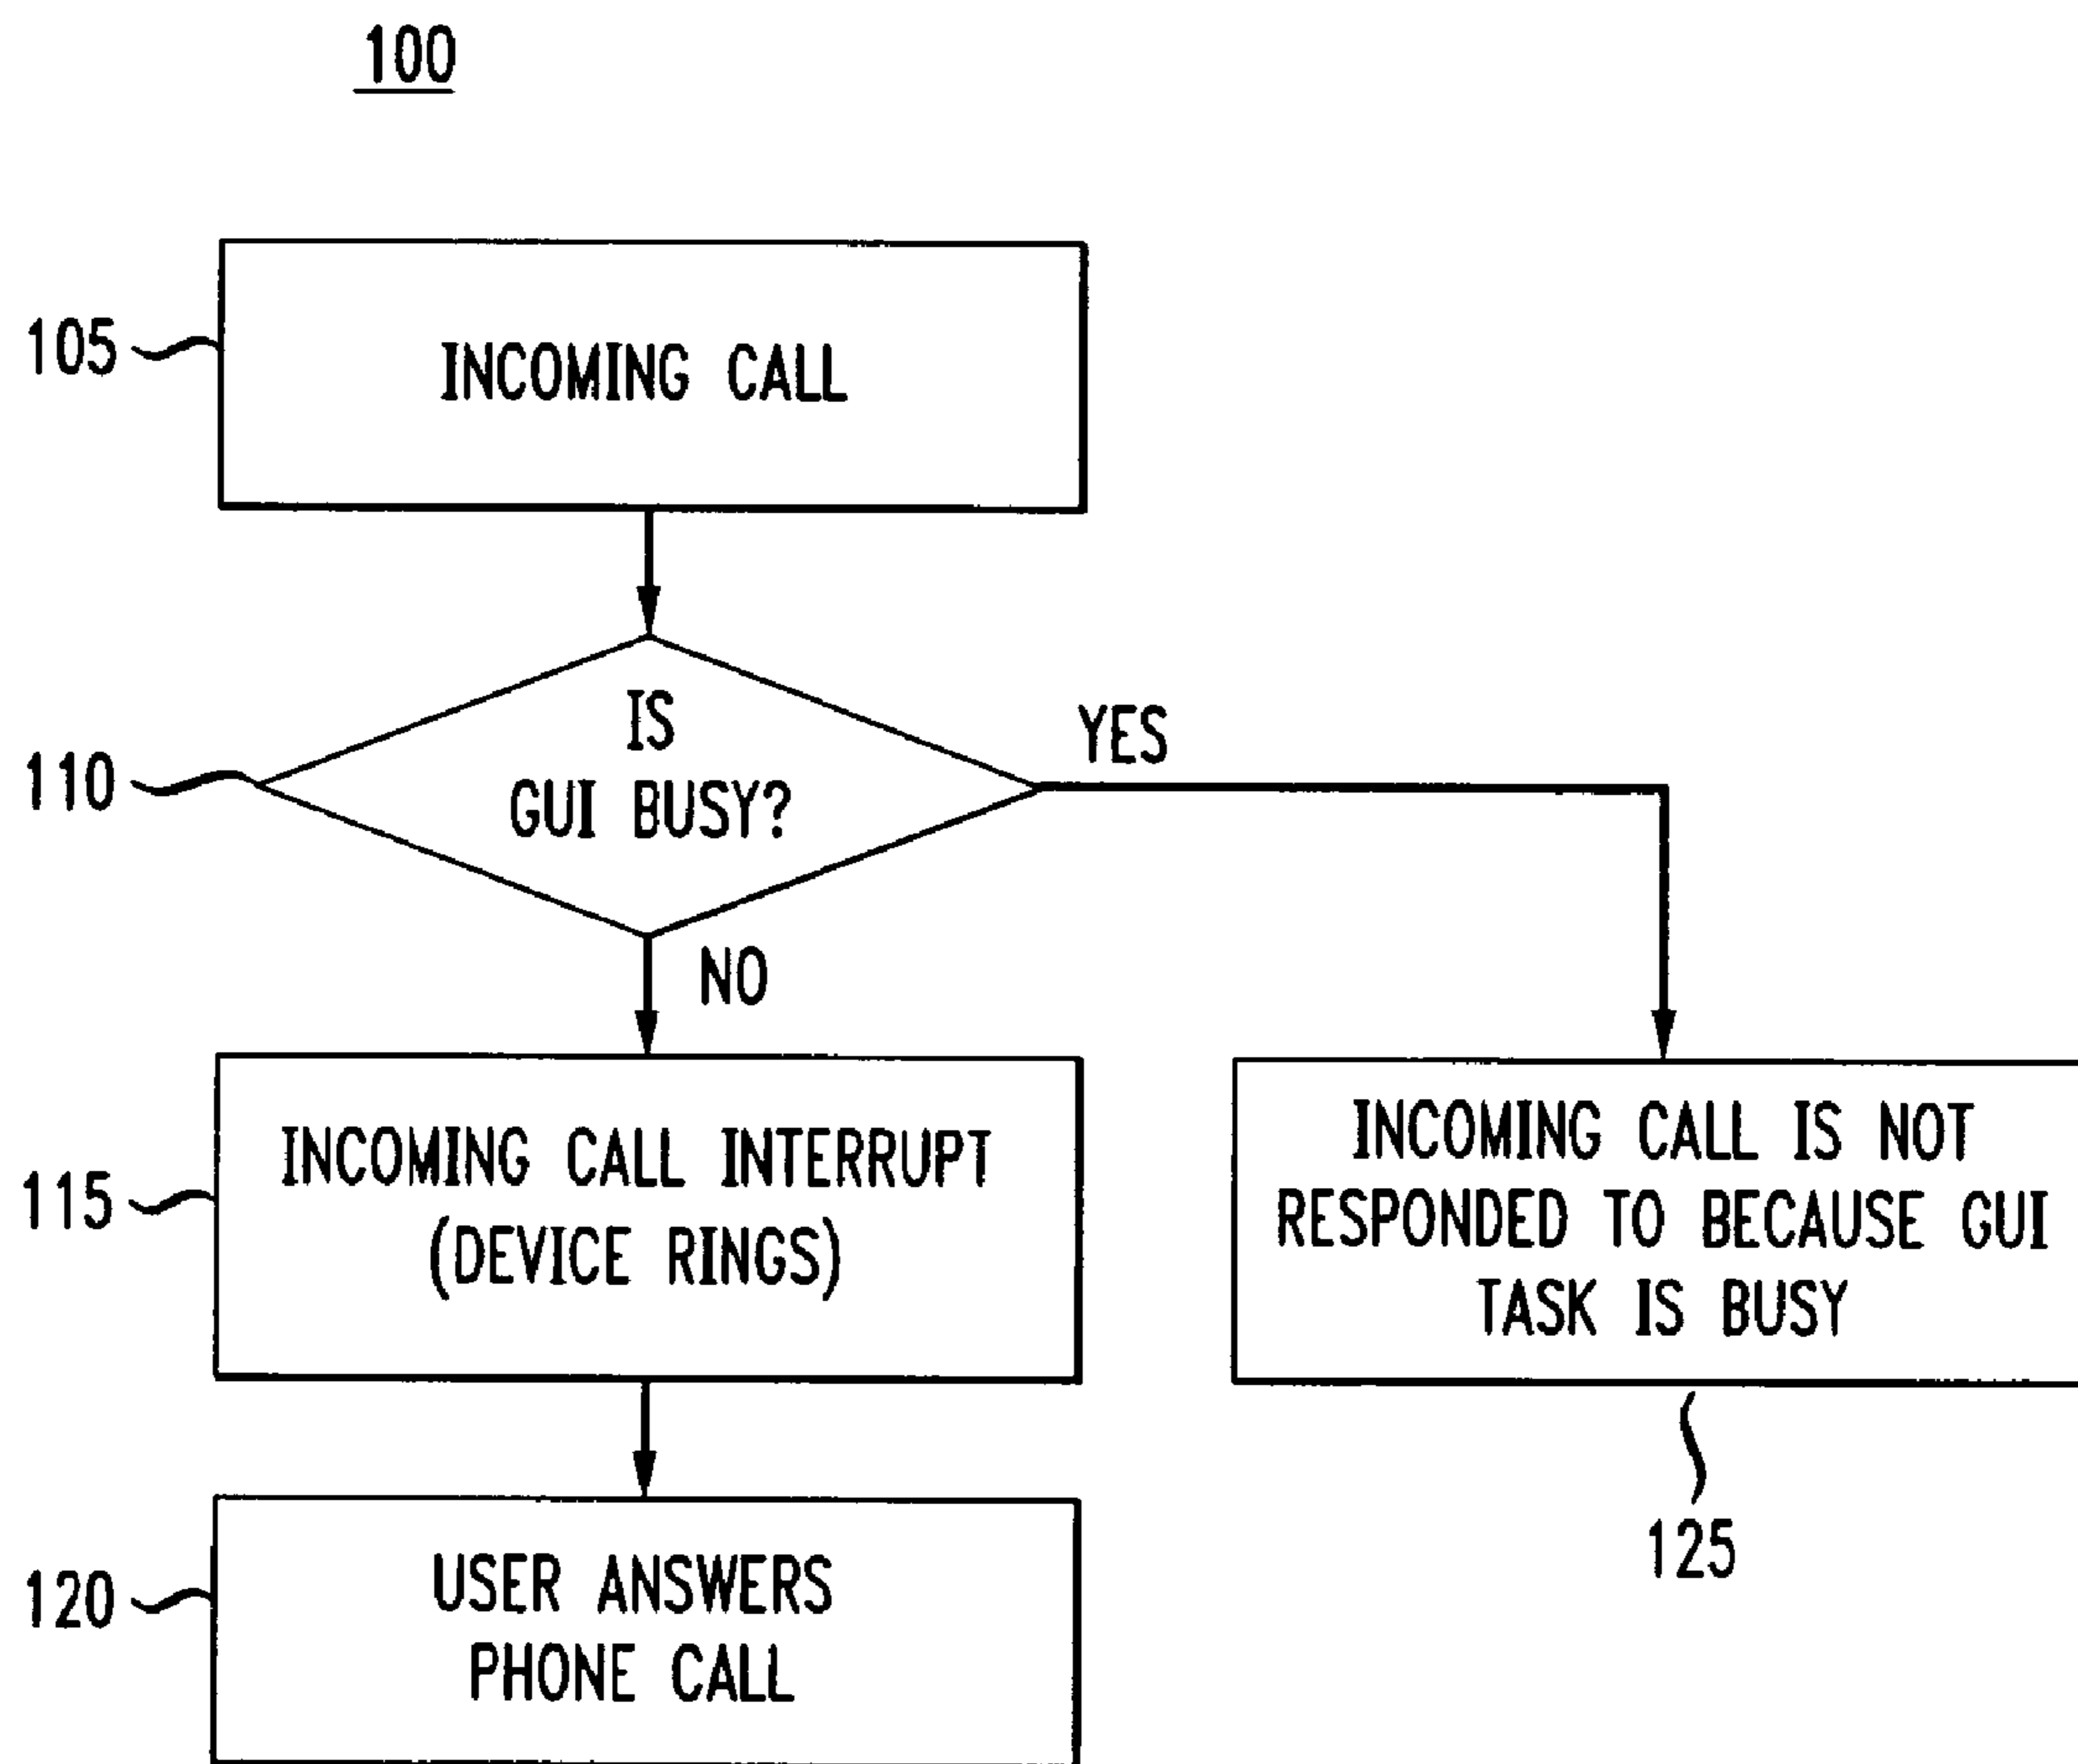 100
105
INCOMING CALL
110
IS
GUI BUSY?
YES
NO
115
INCOMING CALL INTERRUPT
(DEVICE RINGS)
INCOMING CALL IS NOT
RESPONDED TO BECAUSE GUI
TASK IS BUSY
125
120
USER ANSWERS
PHONE CALL